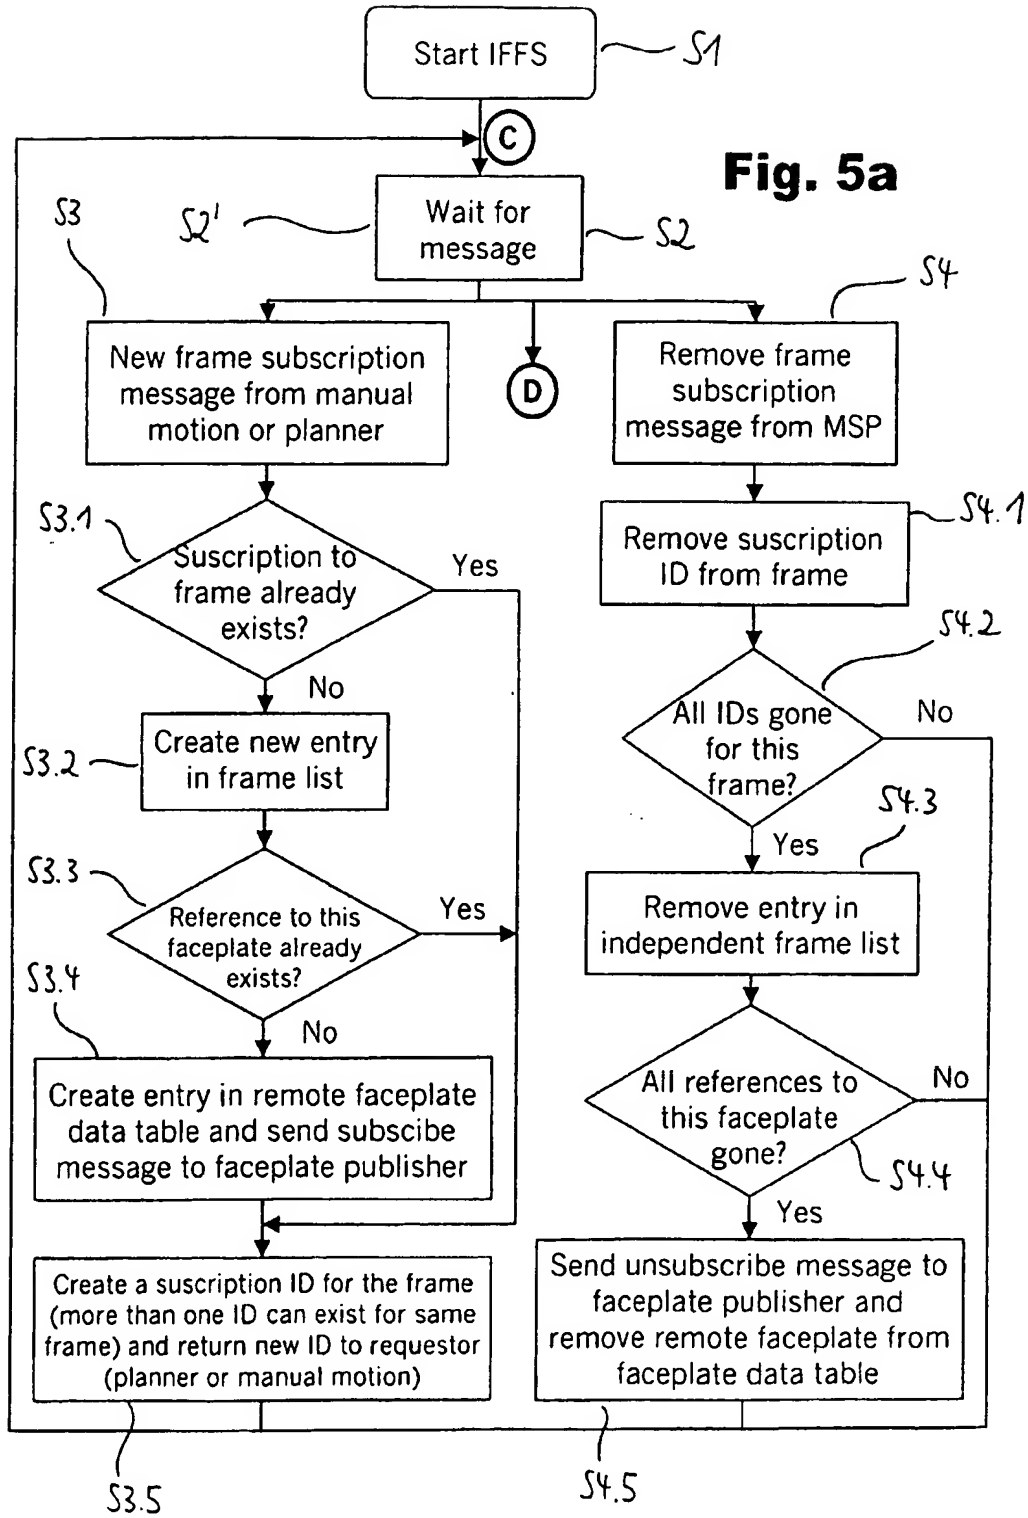 Start IFFS
S1
C
Fig. 5a
S2'
Wait for
message
S2
S3
S4
New frame subscription
message from manual
motion or planner
D
Remove frame
subscription
message from MSP
S3.1
Suscription to
frame already
exists?
Yes
No
S4.1
Remove suscription
ID from frame
S4.2
All IDs gone
for this
frame?
No
Yes
S3.2
Create new entry
in frame list
S4.3
Remove entry in
independent frame list
S3.3
Reference to this
faceplate already
exists?
Yes
No
S3.4
Create entry in remote faceplate
data table and send subscibe
message to faceplate publisher
All references to
this faceplate
gone?
No
S4.4
Yes
Create a suscription ID for the frame
(more than one ID can exist for same
frame) and return new ID to requestor
(planner or manual motion)
S3.5
Send unsubscribe message to
faceplate publisher and
remove remote faceplate from
faceplate data table
S4.5